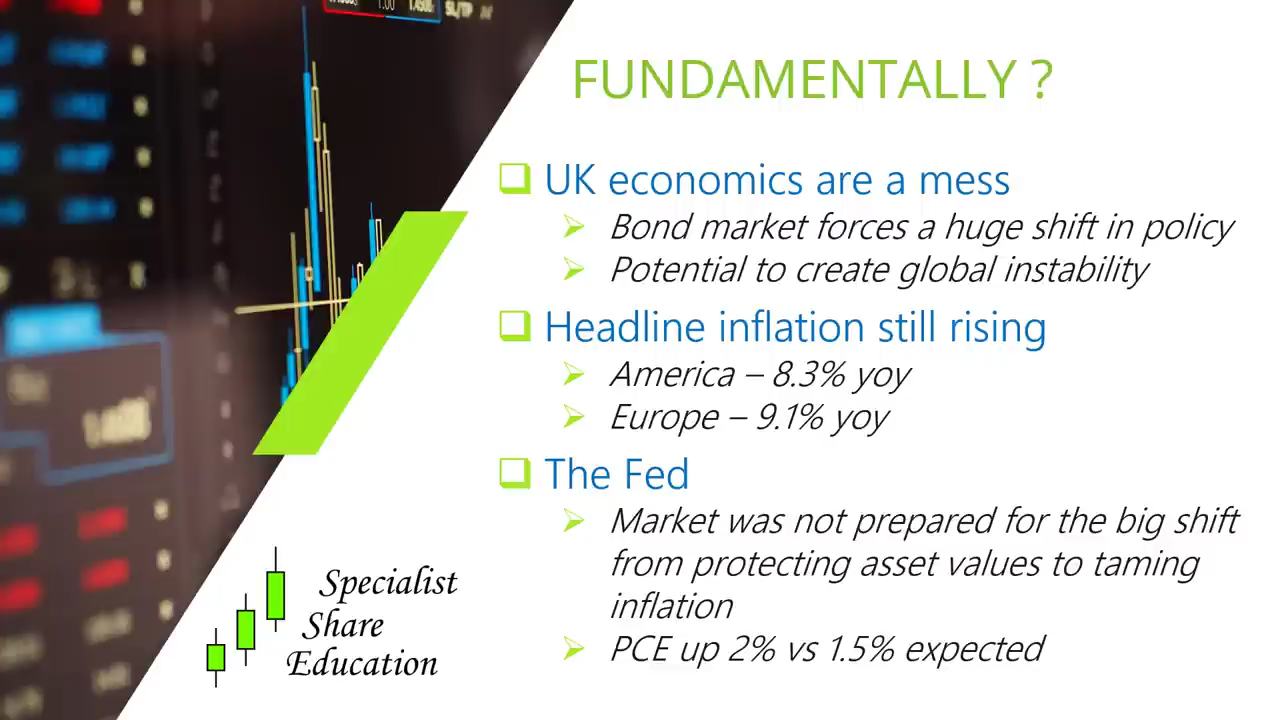 SL/TP
FUNDAMENTALLY ?
UK economics are a mess
Bond market forces a huge shift in policy
Potential to create global instability
Headline inflation still rising
America – 8.3% yoy
Europe – 9.1% yoy
The Fed
Market was not prepared for the big shift
from protecting asset values to taming
inflation
PCE up 2% vs 1.5% expected
Specialist
Share
Education